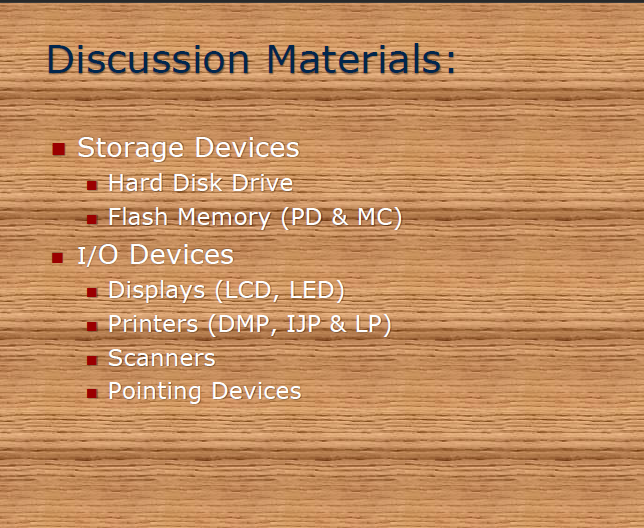 Discussion Materials:
Storage Devices
Hard Disk Drive
Flash Memory (PD & MC)
I/O Devices
Displays (LCD, LED)
Printers (DMP, IJP & LP)
Scanners
Pointing Devices